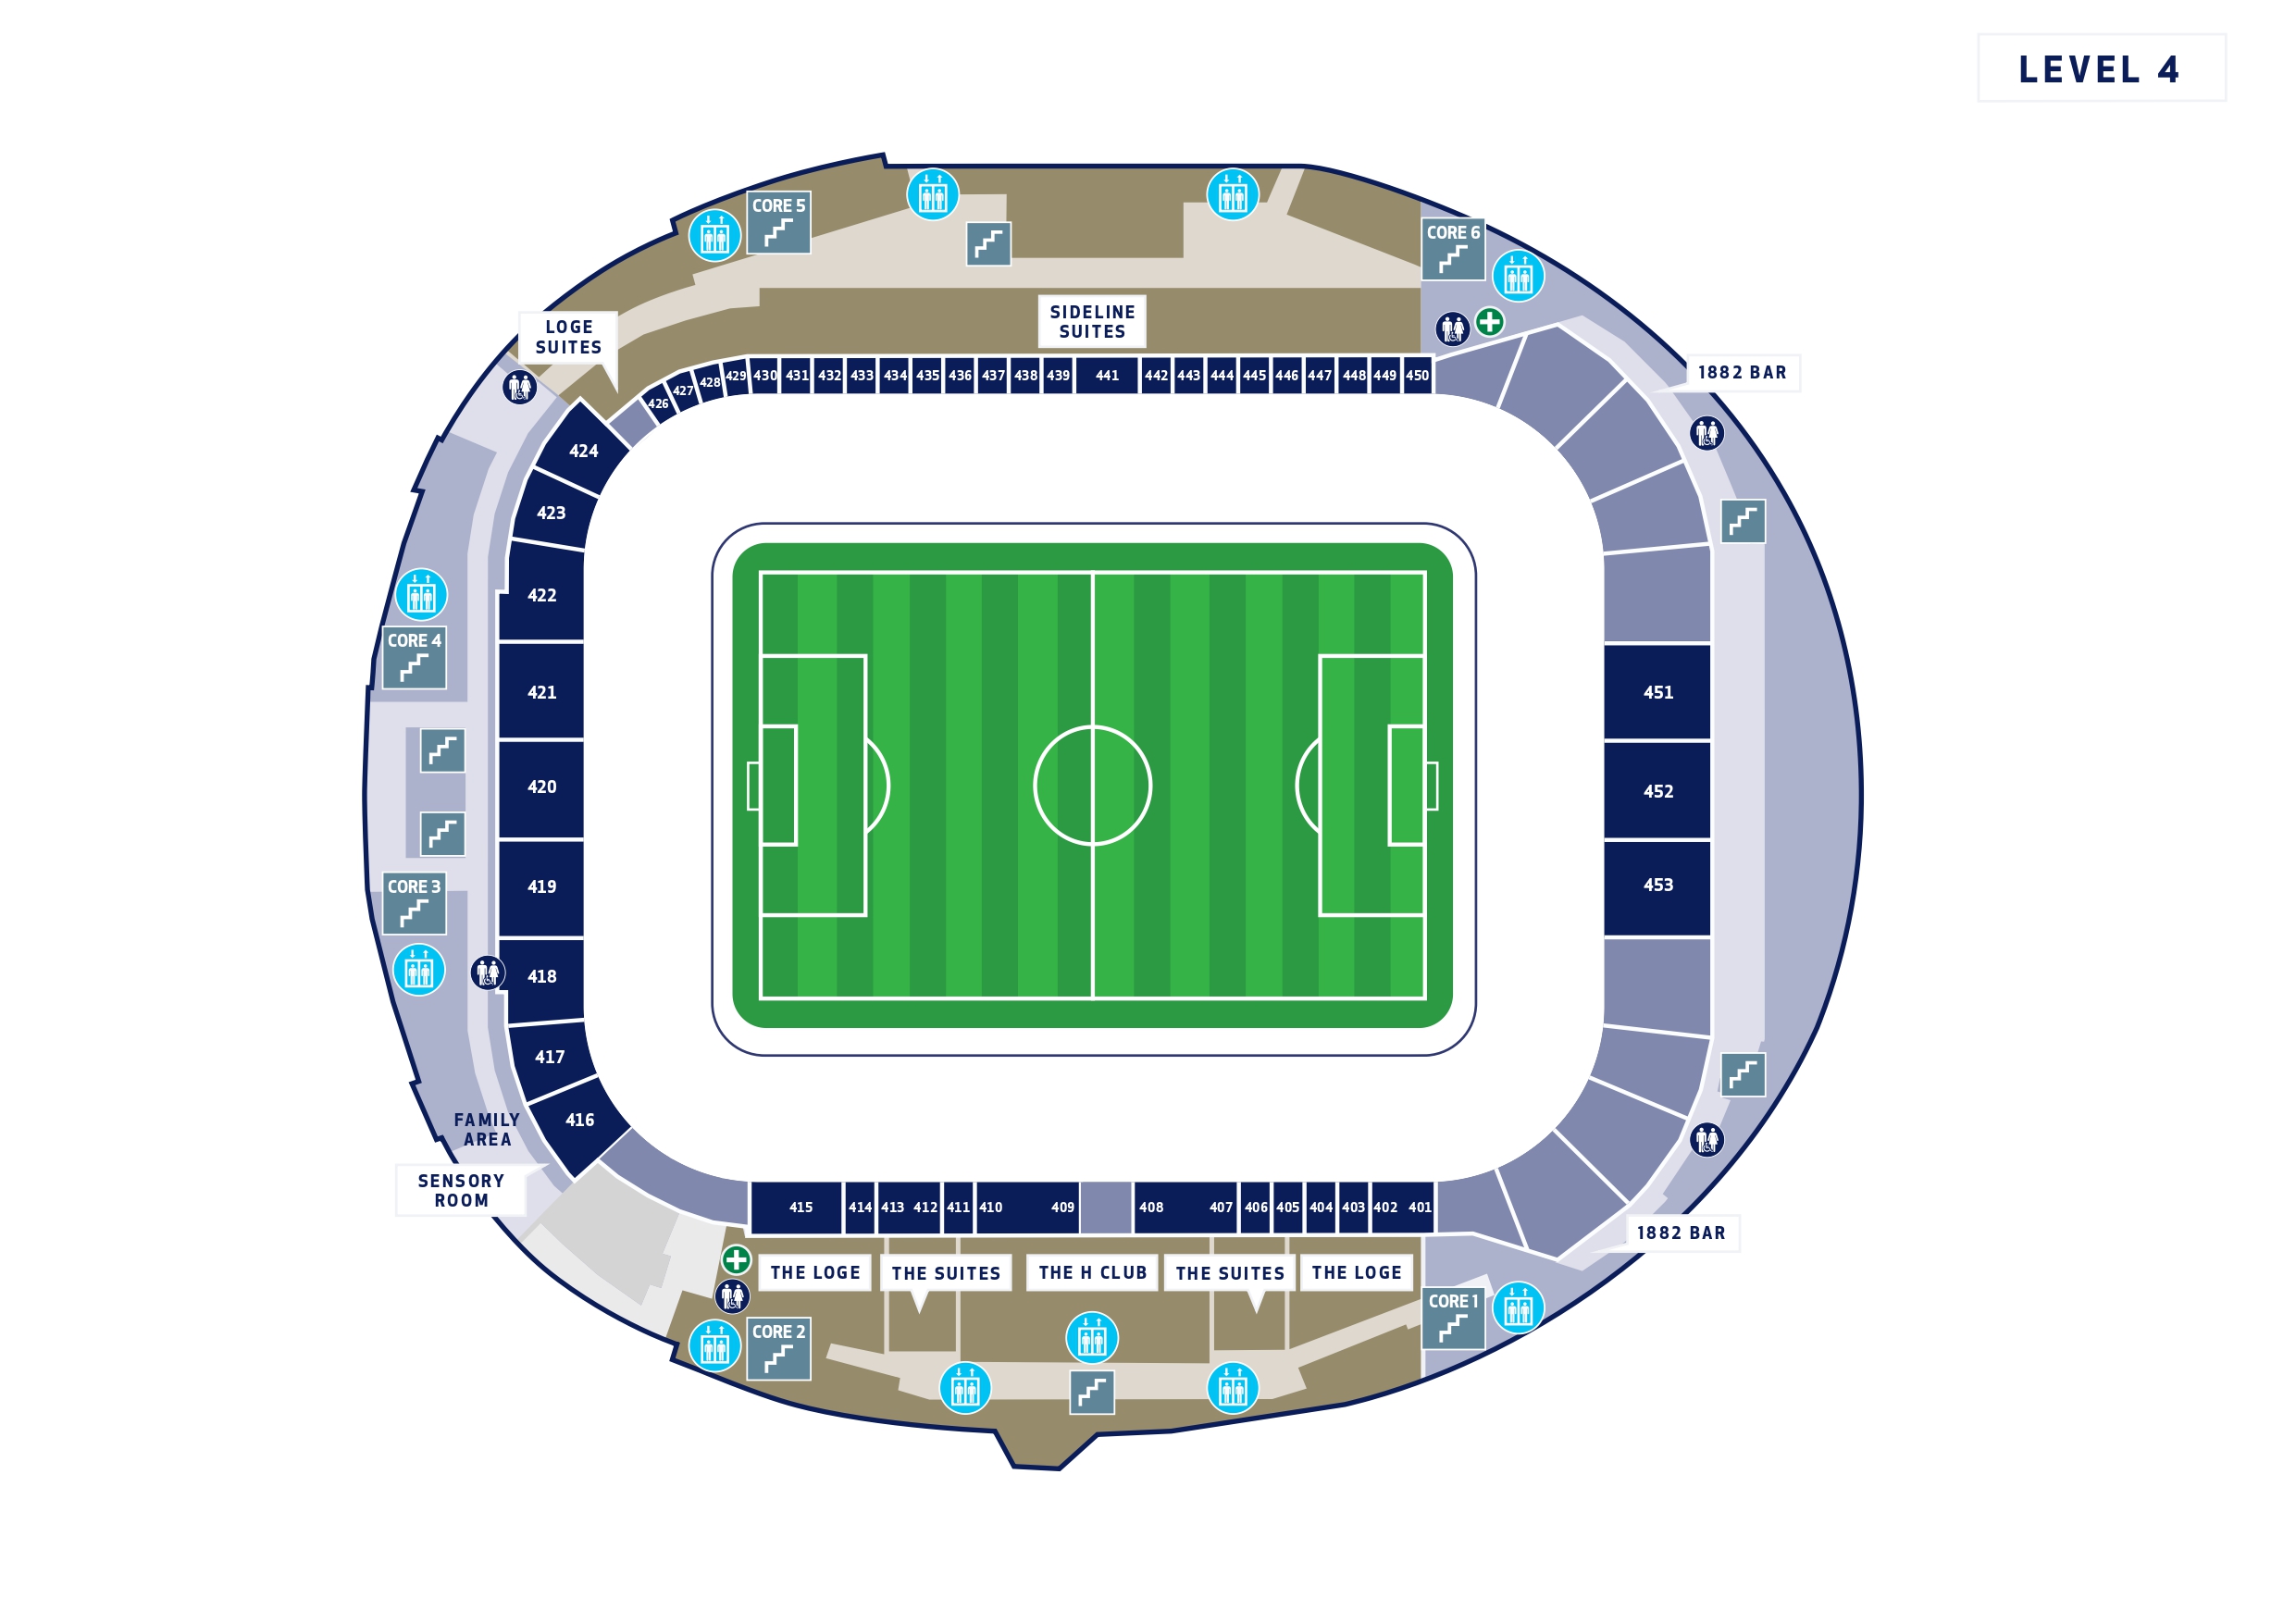 LEVEL 4
CORE 5
CORE 6
SIDELINE
SUITES
LOGE
SUITES
1882 BAR
426 427 428 429 430 431 432 433 434 435 436 437 438 439 441 442 443 444 445 446 447 448 449 450
424
423
422
CORE 4
421
451
420
452
419
453
CORE 3
418
417
416
FAMILY
AREA
SENSORY
ROOM
415 414 413 412 411 410 409 408 407 406 405 404 403 402 401
1882 BAR
THE LOGE
THE SUITES
THE H CLUB
THE SUITES
THE LOGE
CORE 1
CORE 2